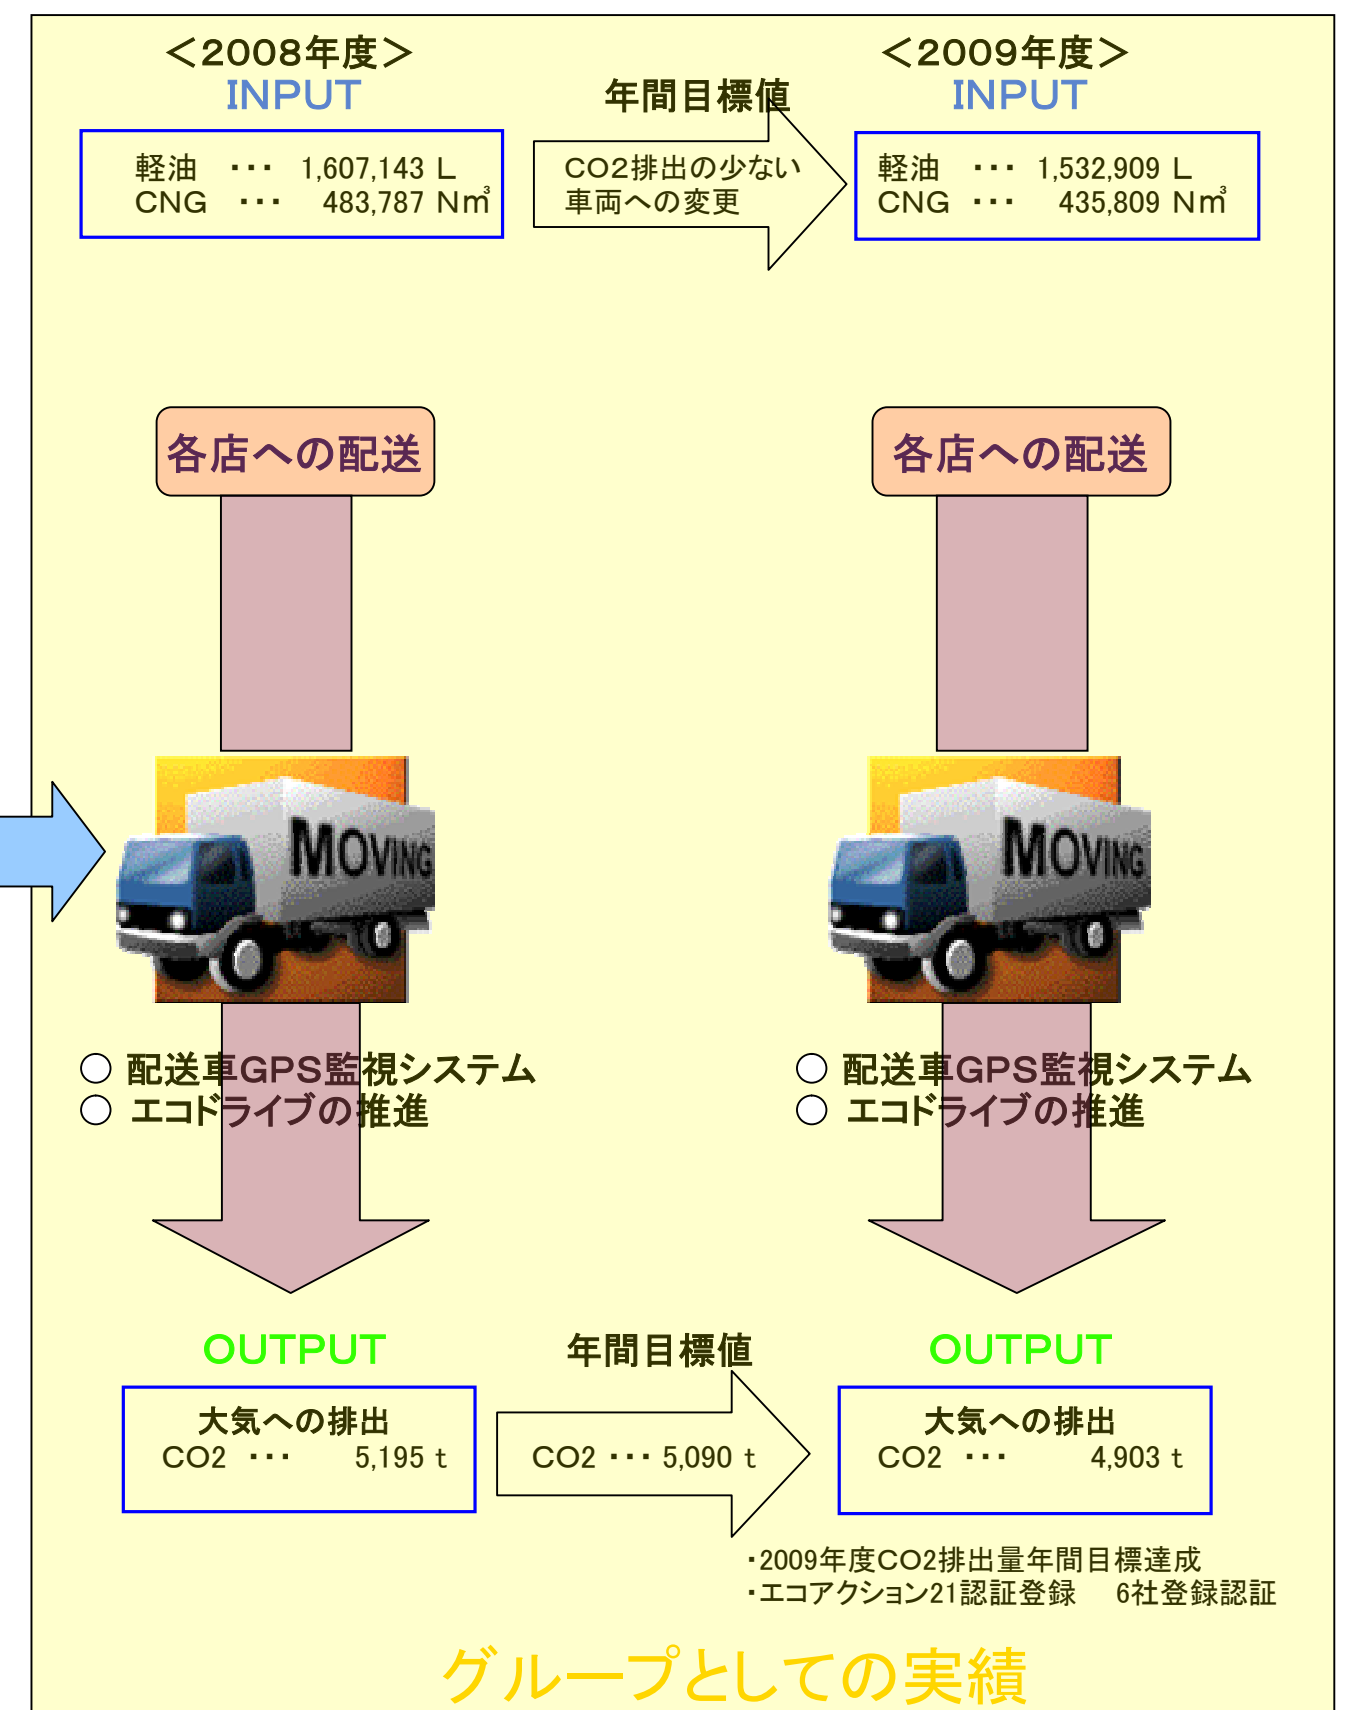 ＜2008年度＞
INPUT
軽油 ・・・ 1,607,143 L
CNG ・・・ 483,787 N㎥
年間目標値
CO2排出の少ない
車両への変更
＜2009年度＞
INPUT
軽油 ・・・ 1,532,909 L
CNG ・・・ 435,809 N㎥
各店への配送
各店への配送
MOVING
MOVING
○ 配送車GPS監視システム
○ エコドライブの推進
○ 配送車GPS監視システム
○ エコドライブの推進
OUTPUT
大気への排出
CO2 ・・・ 5,195 t
年間目標値
CO2 ・・・ 5,090 t
OUTPUT
大気への排出
CO2 ・・・ 4,903 t
・2009年度CO2排出量年間目標達成
・エコアクション21認証登録 6社登録認証
グループとしての実績